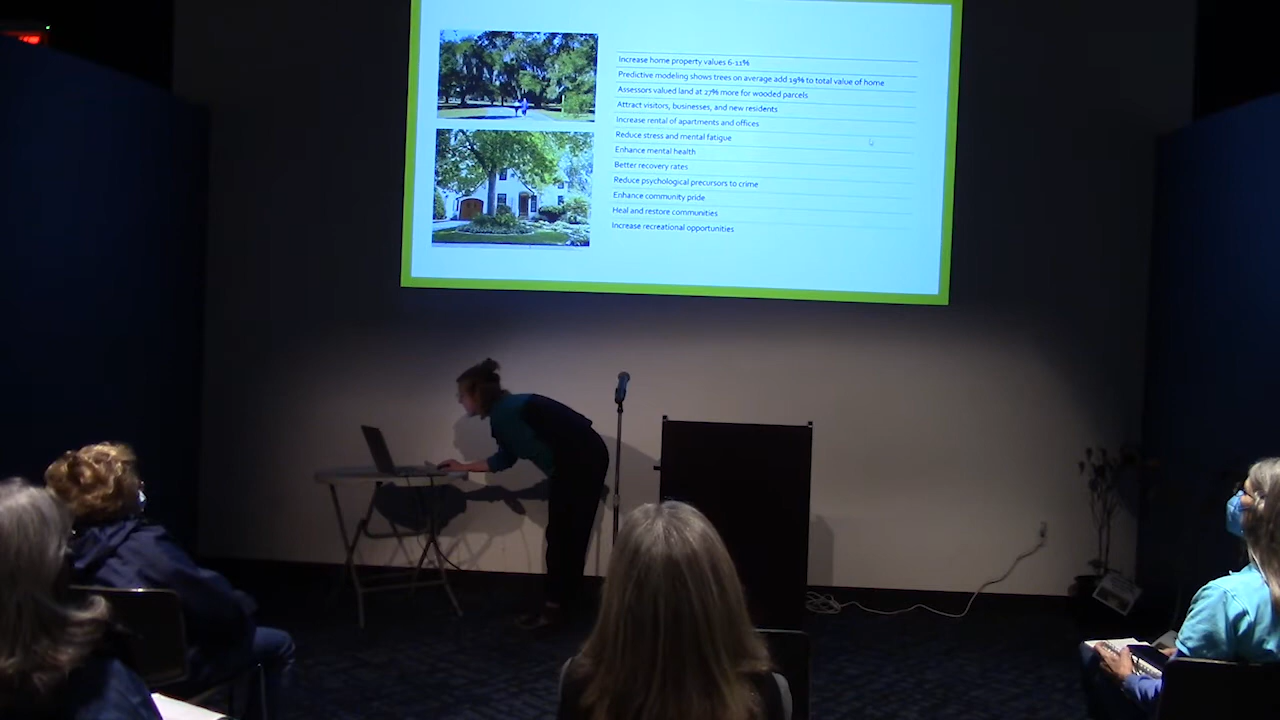 Increase home property values 6-11%
Predictive modeling shows trees on average add 19% to total value of home
Assessors valued land at 27% more for wooded parcels
Attract visitors, businesses, and new residents
Increase rental of apartments and offices
Reduce stress and mental fatigue
Enhance mental health
Better recovery rates
Reduce psychological precursors to crime
Enhance community pride
Heal and restore communities
Increase recreational opportunities